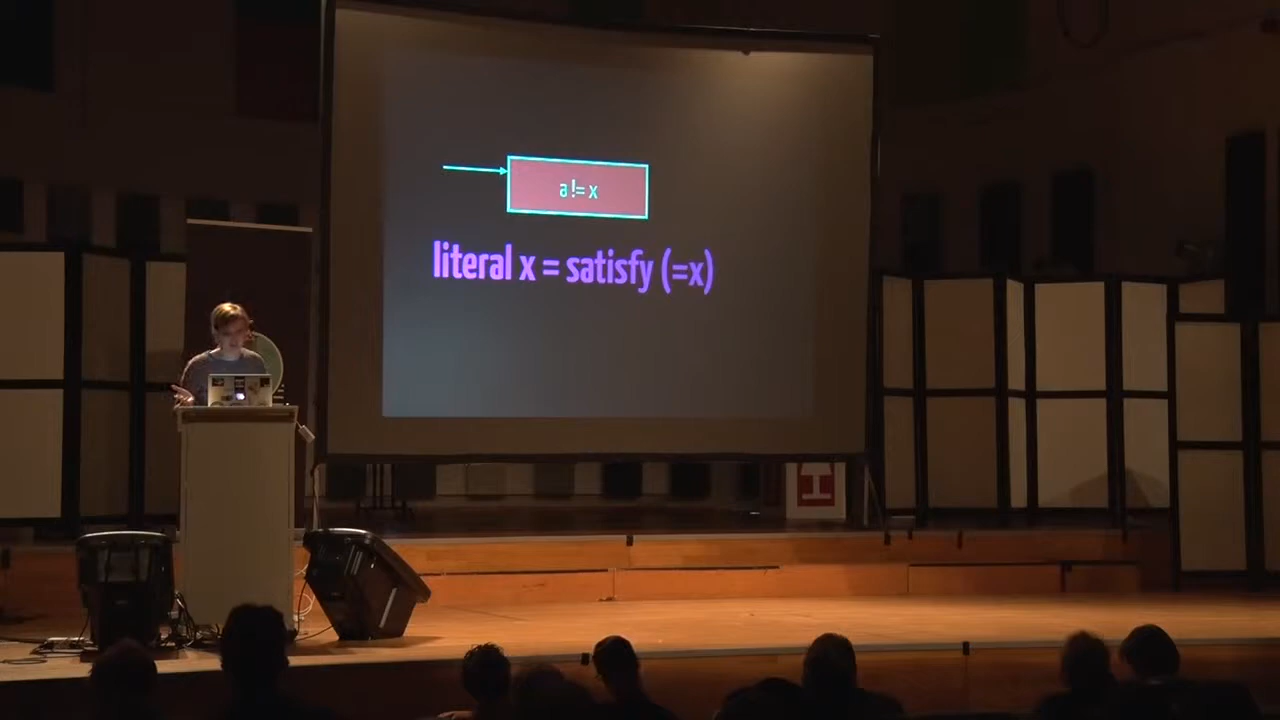 a != x
literal x = satisfy (=x)